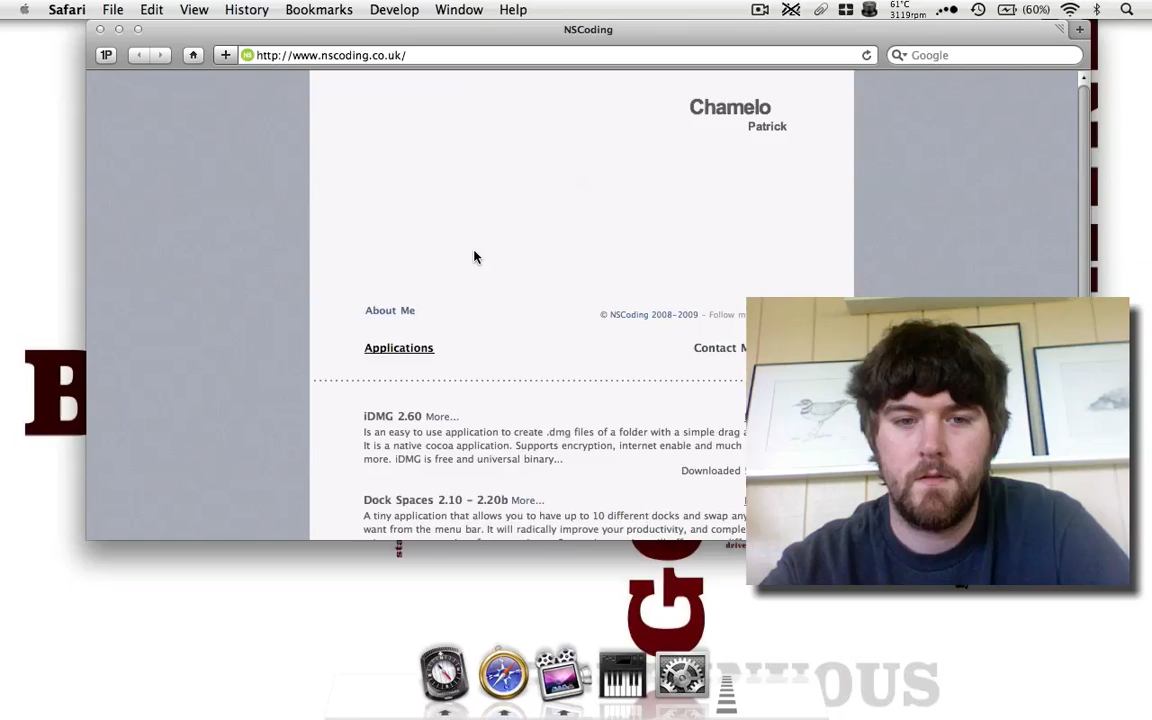 Safari File Edit View History Bookmarks Develop Window Help 61°C 3119rpm (60%)
NSCoding
1P http://www.nscoding.co.uk/ Google
Chamelo
Patrick
About Me
© NSCoding 2008-2009 - Follow m
Applications
Contact M
iDMG 2.60 More...
Is an easy to use application to create .dmg files of a folder with a simple drag a
It is a native cocoa application. Supports encryption, internet enable and much
more. iDMG is free and universal binary...
Downloaded
Dock Spaces 2.10 - 2.20b More...
A tiny application that allows you to have up to 10 different docks and swap any
want from the menu bar. It will radically improve your productivity, and comple
B
GO
OUS